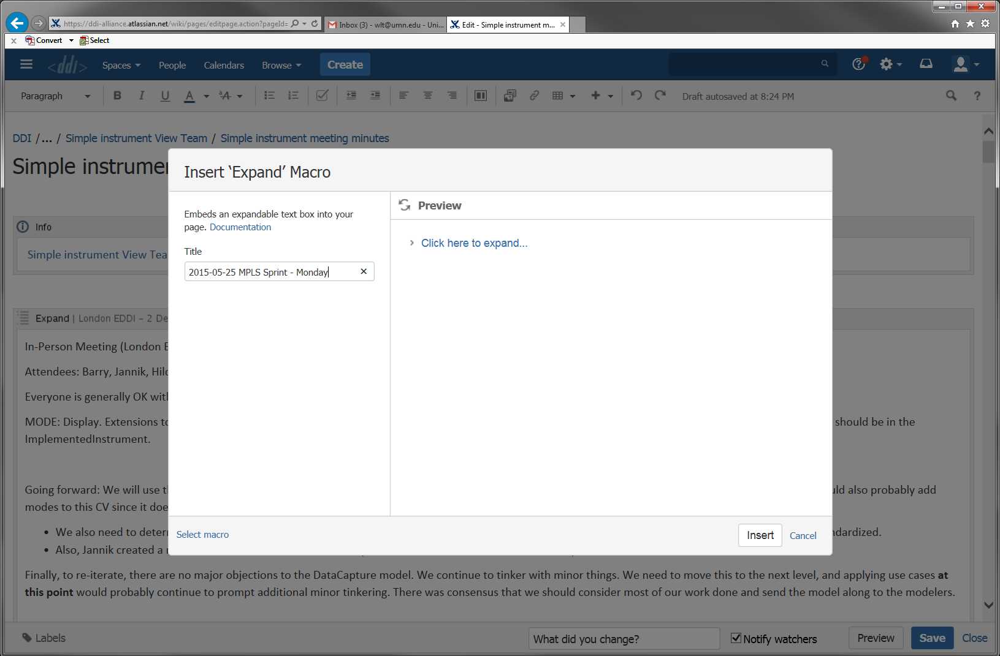 https://ddi-alliance.atlassian.net/wiki/pages/editpage.action?pageId=
Inbox (3) - wlt@umn.edu - Uni...
Edit - Simple instrument m...
x Convert Select
<ddi> Spaces People Calendars Browse Create
Paragraph B I U A Draft autosaved at 8:24 PM ?
DDI / ... / Simple instrument View Team / Simple instrument meeting minutes
Simple instrumen
Insert ‘Expand’ Macro
Embeds an expandable text box into your
page. Documentation
Title
2015-05-25 MPLS Sprint - Monday
Preview
Click here to expand...
Select macro
Insert Cancel
Info
Simple instrument View Tea
Expand | London EDDI – 2 De
In-Person Meeting (London E
Attendees: Barry, Jannik, Hild
Everyone is generally OK with
MODE: Display. Extensions to should be in the
ImplementedInstrument.
Going forward: We will use th uld also probably add
modes to this CV since it doe
• We also need to deter ndardized.
• Also, Jannik created a
Finally, to re-iterate, there are no major objections to the DataCapture model. We continue to tinker with minor things. We need to move this to the next level, and applying use cases at
this point would probably continue to prompt additional minor tinkering. There was consensus that we should consider most of our work done and send the model along to the modelers.
Labels
What did you change?
Notify watchers
Preview Save Close